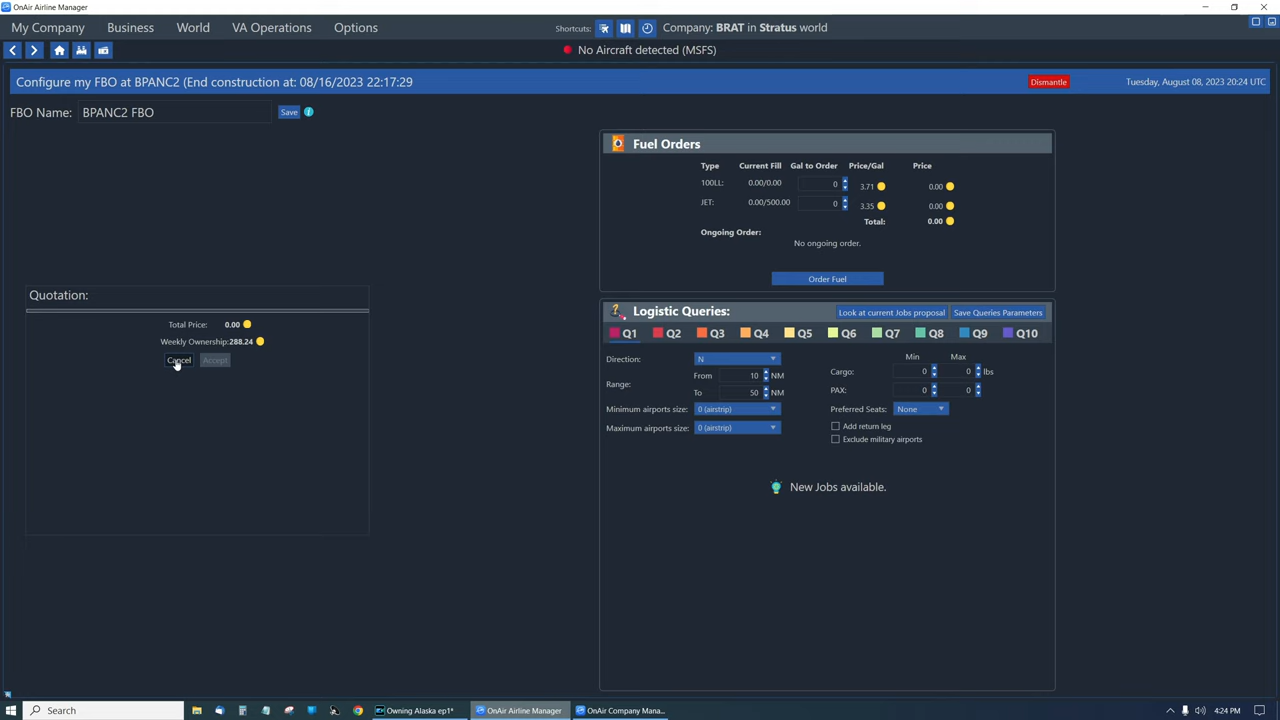 OnAir Airline Manager
My Company Business World VA Operations Options Shortcuts: Company: BRAT in Stratus world
No Aircraft detected (MSFS)
Configure my FBO at BPANC2 (End construction at: 08/16/2023 22:17:29 Dismantle Tuesday, August 08, 2023 20:24 UTC
FBO Name: BPANC2 FBO Save i
Fuel Orders
Type Current Fill Gal to Order Price/Gal Price
100LL: 0.00/0.00 0 3.71 0.00
JET: 0.00/500.00 0 3.35 0.00
Total: 0.00
Ongoing Order:
No ongoing order.
Order Fuel
Quotation:
Total Price: 0.00
Weekly Ownership:288.24
Cancel Accept
Logistic Queries: Look at current Jobs proposal Save Queries Parameters
Q1 Q2 Q3 Q4 Q5 Q6 Q7 Q8 Q9 Q10
Direction: N Min Max
Range: From 10 NM Cargo: 0 0 lbs
To 50 NM PAX: 0 0
Minimum airports size: 0 (airstrip) Preferred Seats: None
Maximum airports size: 0 (airstrip) Add return leg
Exclude military airports
New Jobs available.
Search Owning Alaska ep1* OnAir Airline Manager OnAir Company Mana... 4:24 PM